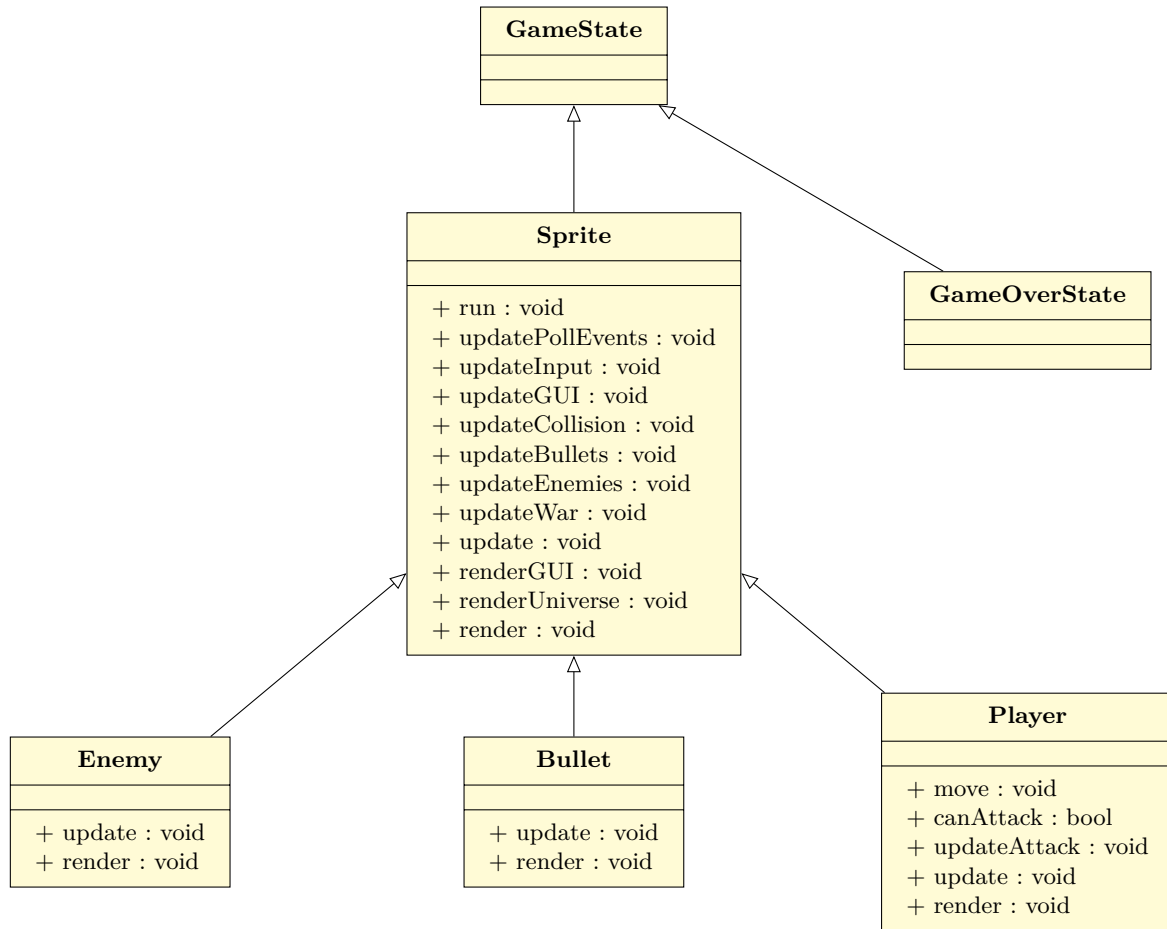 GameState
Sprite
+ run : void
+ updatePollEvents : void
+ updateInput : void
+ updateGUI : void
+ updateCollision : void
+ updateBullets : void
+ updateEnemies : void
+ updateWar : void
+ update : void
+ renderGUI : void
+ renderUniverse : void
+ render : void
GameOverState
Enemy
+ update : void
+ render : void
Bullet
+ update : void
+ render : void
Player
+ move : void
+ canAttack : bool
+ updateAttack : void
+ update : void
+ render : void